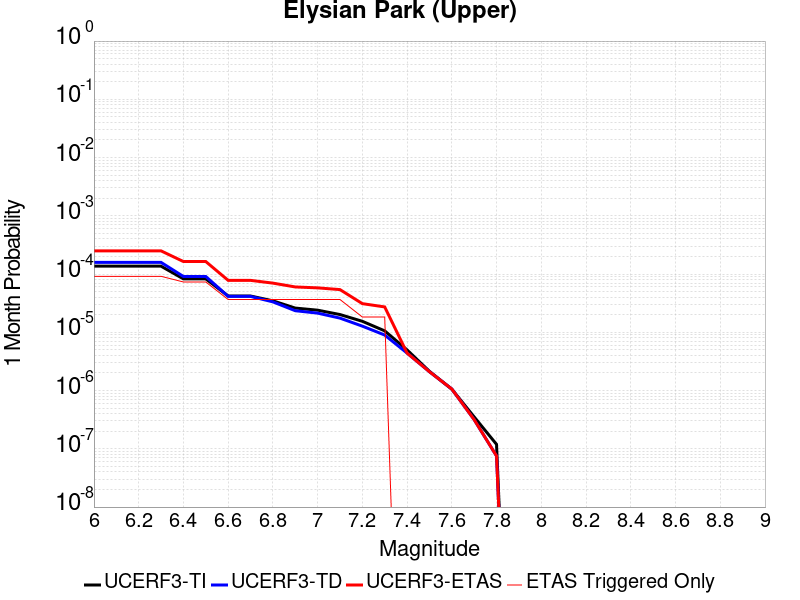 Elysian Park (Upper)
10^0
10^-1
10^-2
10^-3
10^-4
10^-5
10^-6
10^-7
10^-8
1 Month Probability
6 6.2 6.4 6.6 6.8 7 7.2 7.4 7.6 7.8 8 8.2 8.4 8.6 8.8 9
Magnitude
UCERF3-TI UCERF3-TD UCERF3-ETAS ETAS Triggered Only